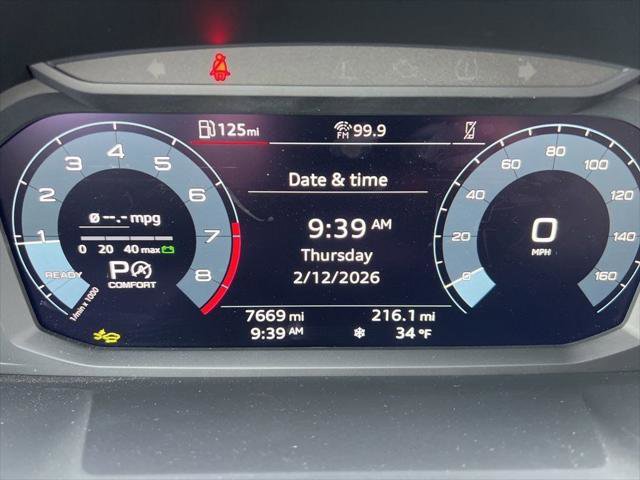 125mi
FM 99.9
Date & time
9:39 AM
Thursday
2/12/2026
7669 mi
216.1 mi
9:39 AM
34 °F
1
2
3
4
5
6
7
8
READY
1/min x 1000
Ø --.- mpg
0 20 40 max
P
A
COMFORT
0
20
40
60
80
100
120
140
160
0
MPH